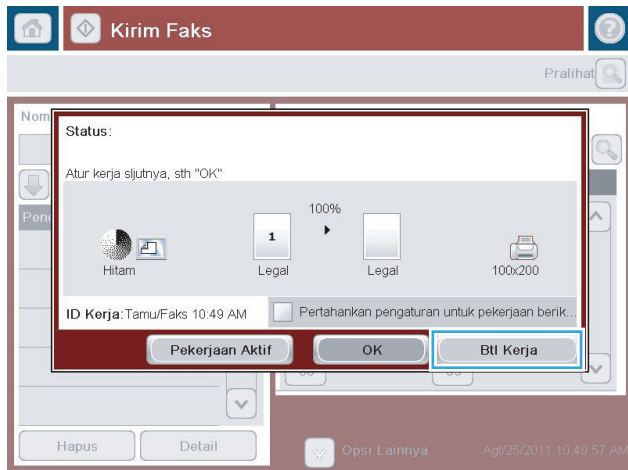 Kirim Faks
Pralihat
Nom
Status:
Atur kerja sljutnya, sth "OK"
Pene
100%
1
Hitam
Legal
Legal
100x200
ID Kerja:Tamu/Faks 10:49 AM
Pertahankan pengaturan untuk pekerjaan berik...
Pekerjaan Aktif
OK
Btl Kerja
Hapus
Detail
Opsi Lainnya
Agt/25/2011 10:49:57 AM